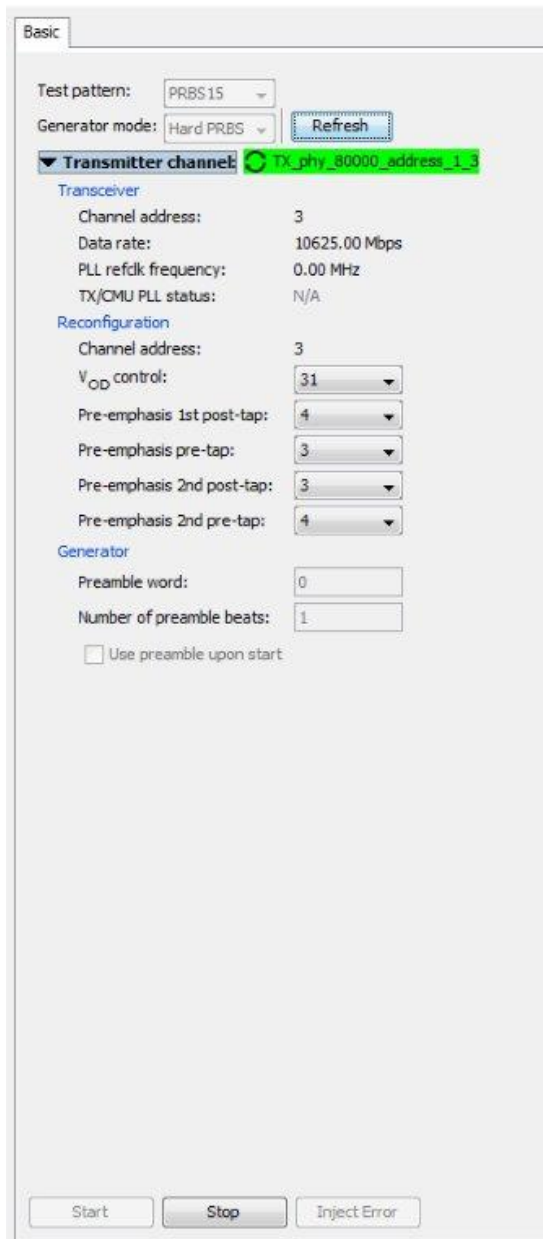 Basic
Test pattern: PRBS15
Generator mode: Hard PRBS Refresh
Transmitter channel: TX_phy_80000_address_1_3
Transceiver
Channel address: 3
Data rate: 10625.00 Mbps
PLL refclk frequency: 0.00 MHz
TX/CMU PLL status: N/A
Reconfiguration
Channel address: 3
VOD control: 31
Pre-emphasis 1st post-tap: 4
Pre-emphasis pre-tap: 3
Pre-emphasis 2nd post-tap: 3
Pre-emphasis 2nd pre-tap: 4
Generator
Preamble word: 0
Number of preamble beats: 1
Use preamble upon start
Start Stop Inject Error